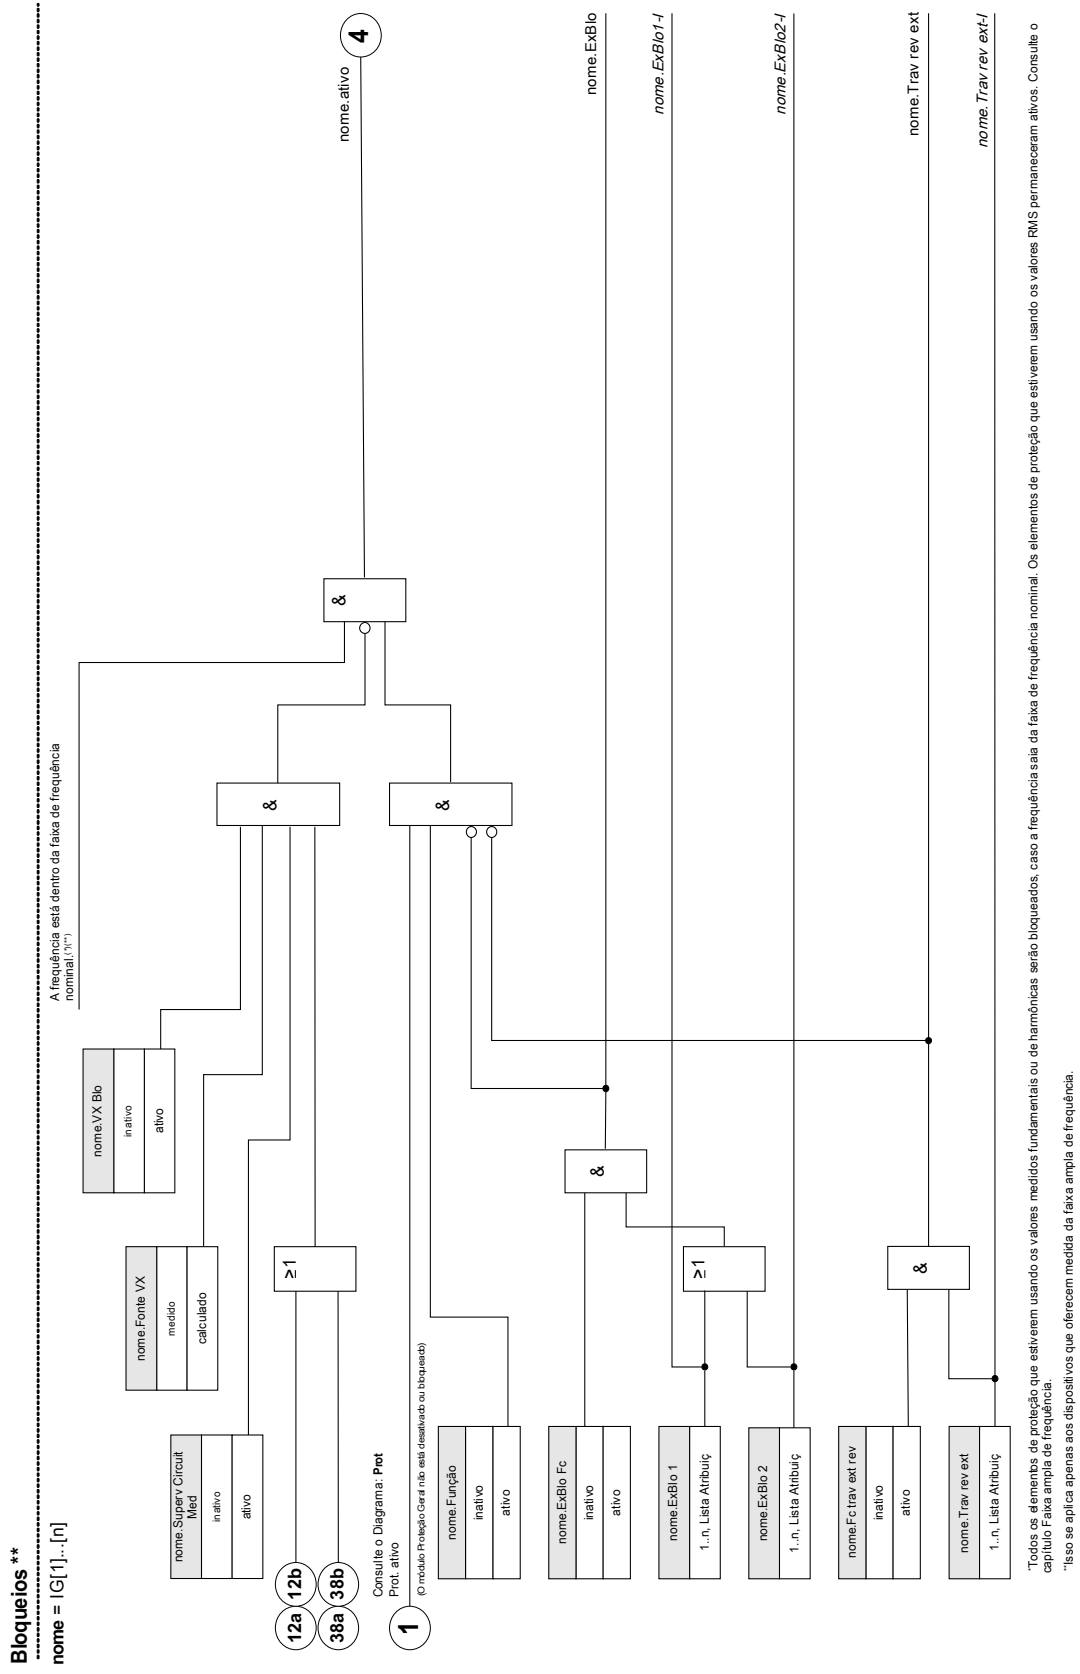 Bloqueios **
nome = IG[1]...[n]
A frequência está dentro da faixa de frequência
nominal.(*)(**)
nome.VX Blo
inativo
ativo
nome.Fonte VX
medido
calculado
nome.Superv Circuit
Med
inativo
ativo
12a 12b
38a 38b
≥1
&
&
&
nome.ativo
4
Consulte o Diagrama: Prot
Prot. ativo
(O módulo Proteção Geral não está desativado ou bloqueado)
1
nome.Função
inativo
ativo
nome.ExBlo Fc
inativo
ativo
&
nome.ExBlo
nome.ExBlo 1
1..n, Lista Atribuiç
≥1
nome.ExBlo1-I
nome.ExBlo 2
1..n, Lista Atribuiç
nome.ExBlo2-I
nome.Fc trav ext rev
inativo
ativo
&
nome.Trav rev ext
nome.Trav rev ext
1..n, Lista Atribuiç
nome.Trav rev ext-I
*Todos os elementos de proteção que estiverem usando os valores medidos fundamentais ou de harmônicas serão bloqueados, caso a frequência saia da faixa de frequência nominal. Os elementos de proteção que estiverem usando os valores RMS permaneceram ativos. Consulte o
capítulo Faixa ampla de frequência.
**Isso se aplica apenas aos dispositivos que oferecem medida da faixa ampla de frequência.